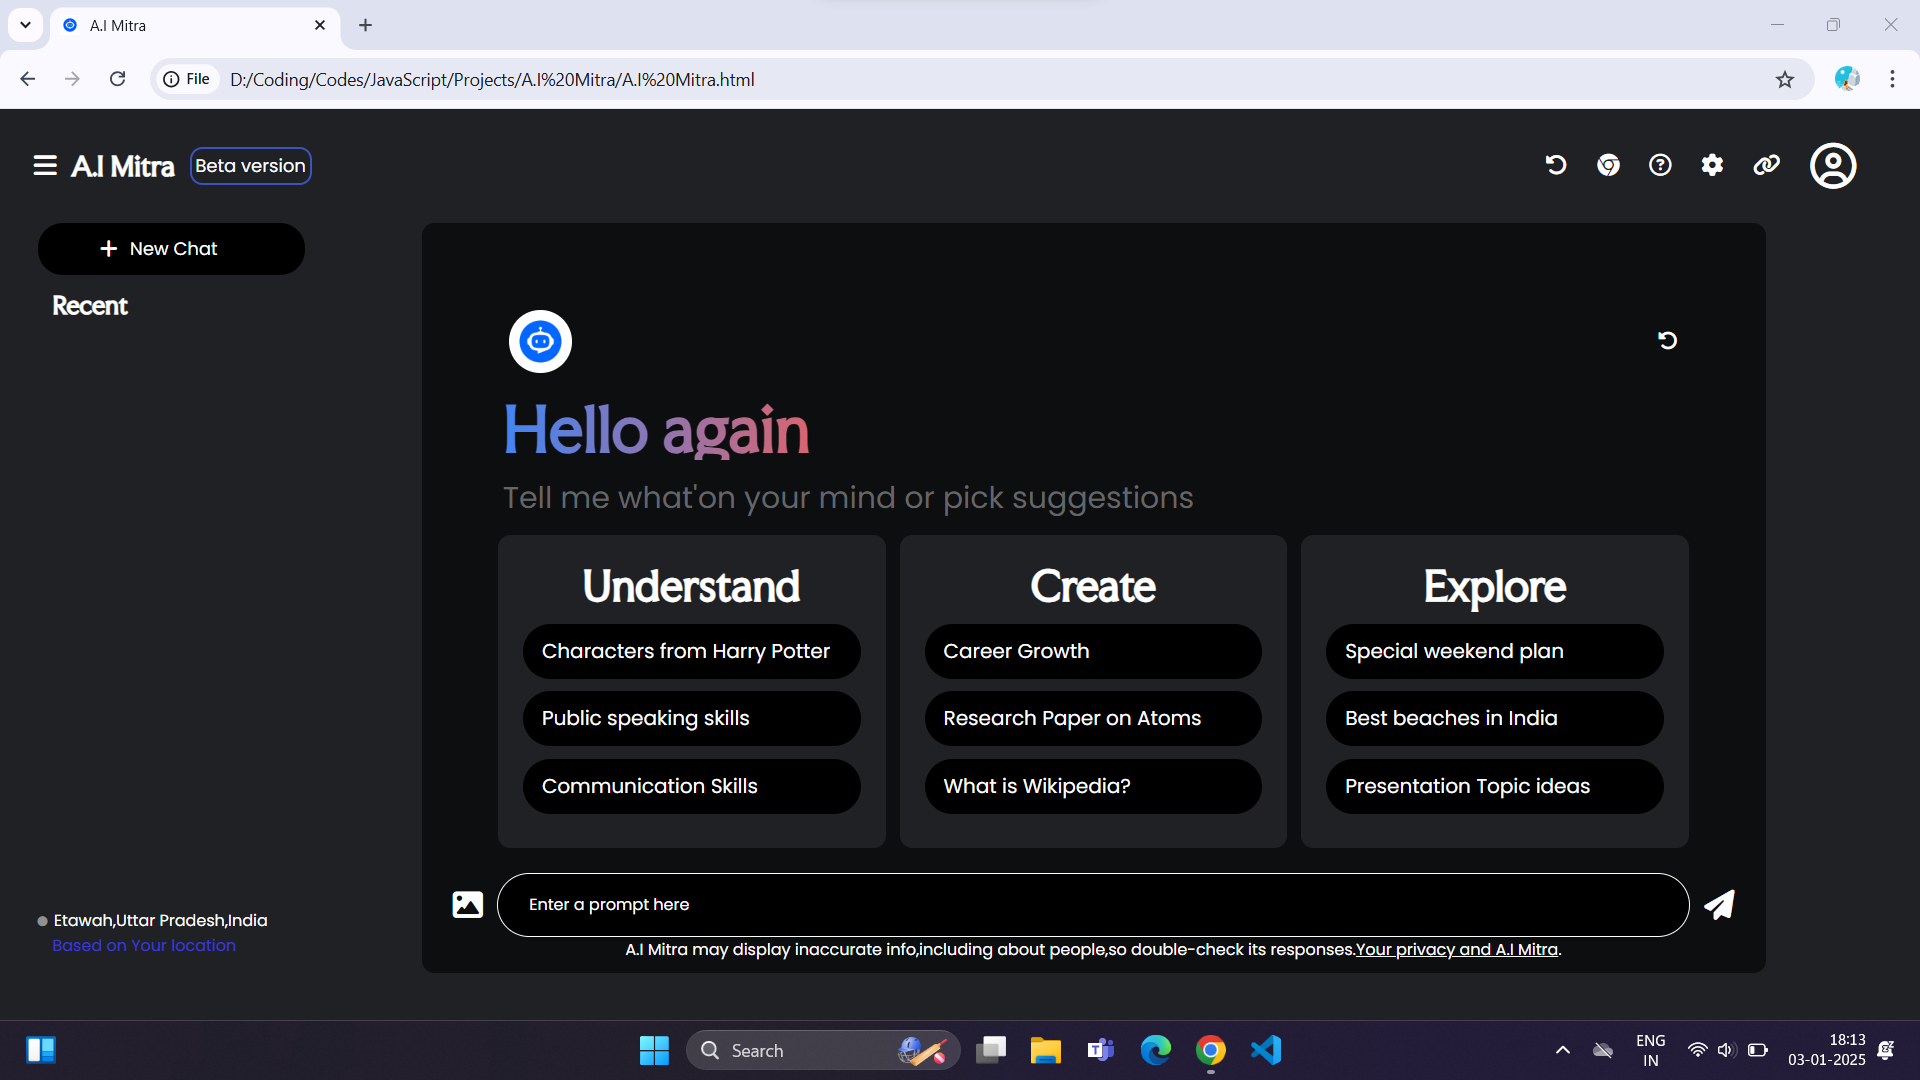 A.I Mitra
File
D:/Coding/Codes/JavaScript/Projects/A.I%20Mitra/A.I%20Mitra.html
A.I Mitra
Beta version
New Chat
Recent
Hello again
Tell me what'on your mind or pick suggestions
Understand
Characters from Harry Potter
Public speaking skills
Communication Skills
Create
Career Growth
Research Paper on Atoms
What is Wikipedia?
Explore
Special weekend plan
Best beaches in India
Presentation Topic ideas
Enter a prompt here
A.I Mitra may display inaccurate info,including about people,so double-check its responses.Your privacy and A.I Mitra.
Etawah,Uttar Pradesh,India
Based on Your location
Search
ENG
IN
18:13
03-01-2025